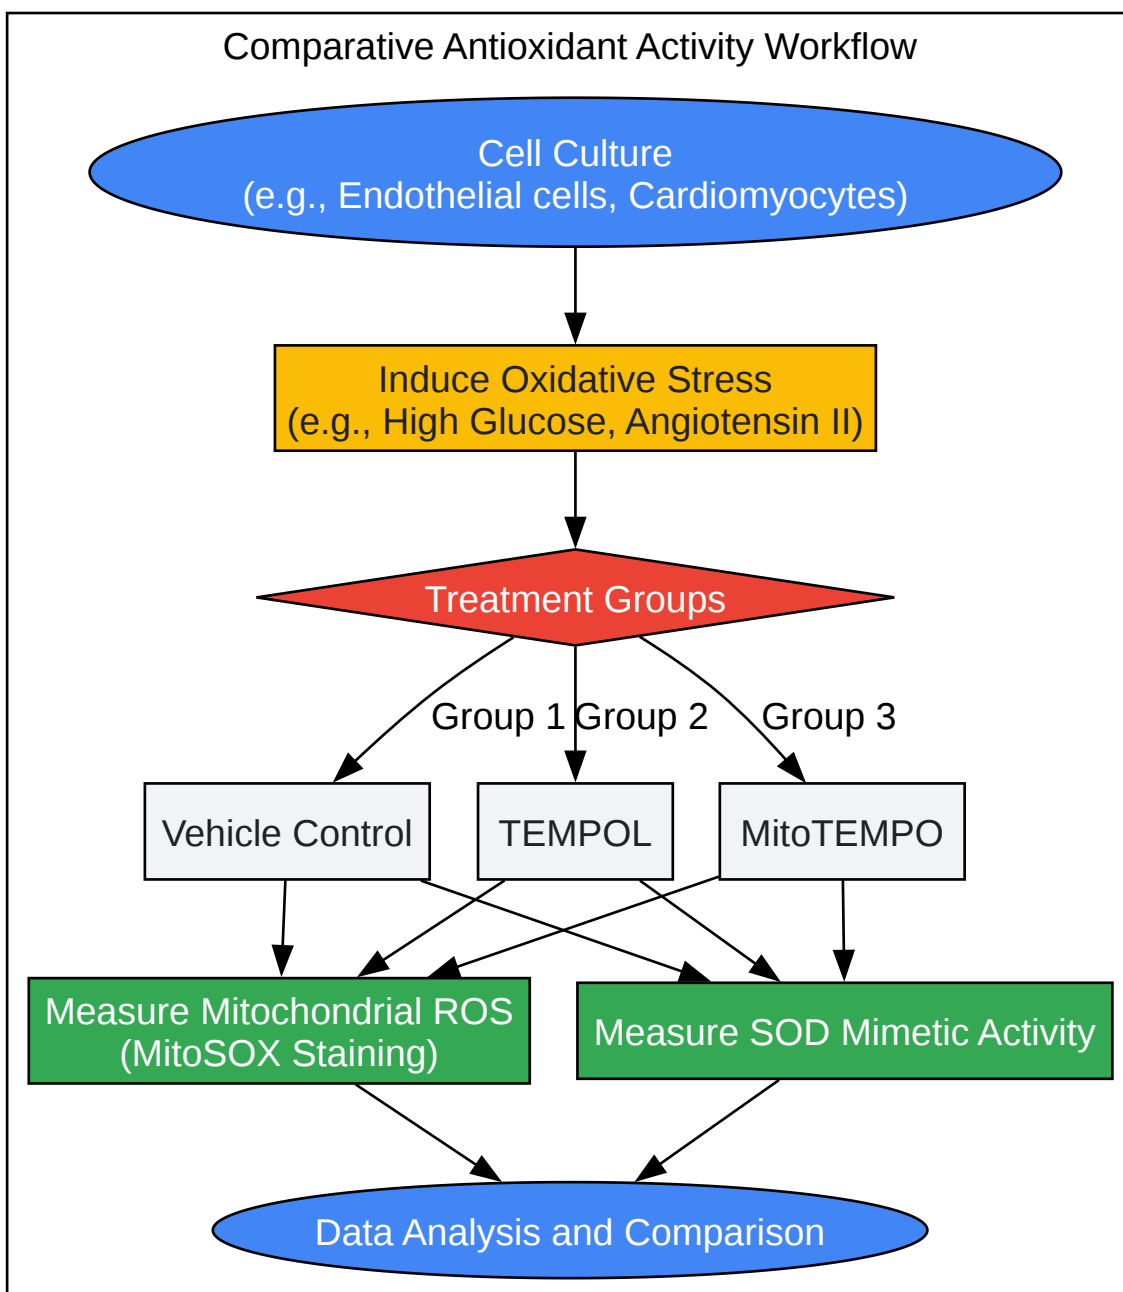 Comparative Antioxidant Activity Workflow
Cell Culture
(e.g., Endothelial cells, Cardiomyocytes)
Induce Oxidative Stress
(e.g., High Glucose, Angiotensin II)
Treatment Groups
Group 1
Group 2
Group 3
Vehicle Control
TEMPOL
MitoTEMPO
Measure Mitochondrial ROS
(MitoSOX Staining)
Measure SOD Mimetic Activity
Data Analysis and Comparison